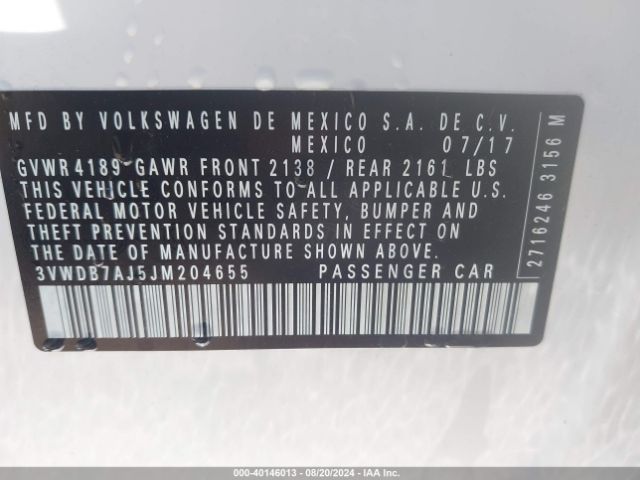 MFD BY VOLKSWAGEN DE MEXICO S.A. DE C.V.
MEXICO 07/17
GVWR 4189 GAWR FRONT 2138 / REAR 2161 LBS
THIS VEHICLE CONFORMS TO ALL APPLICABLE U.S.
FEDERAL MOTOR VEHICLE SAFETY, BUMPER AND
THEFT PREVENTION STANDARDS IN EFFECT ON
THE DATE OF MANUFACTURE SHOWN ABOVE.
3VWDB7AJ5JM204655 PASSENGER CAR
2716246 3156 M
000-40146013 - 08/20/2024 - IAAI.COM